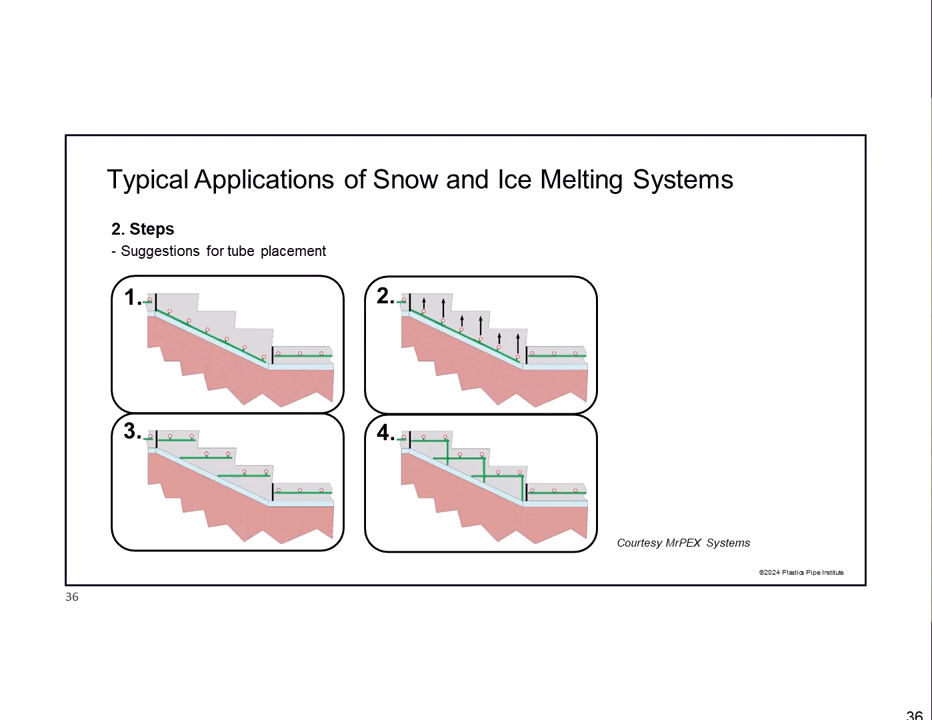 Typical Applications of Snow and Ice Melting Systems
2. Steps
- Suggestions for tube placement
1.
2.
3.
4.
Courtesy MrPEX Systems
©2024 Plastics Pipe Institute
36
36